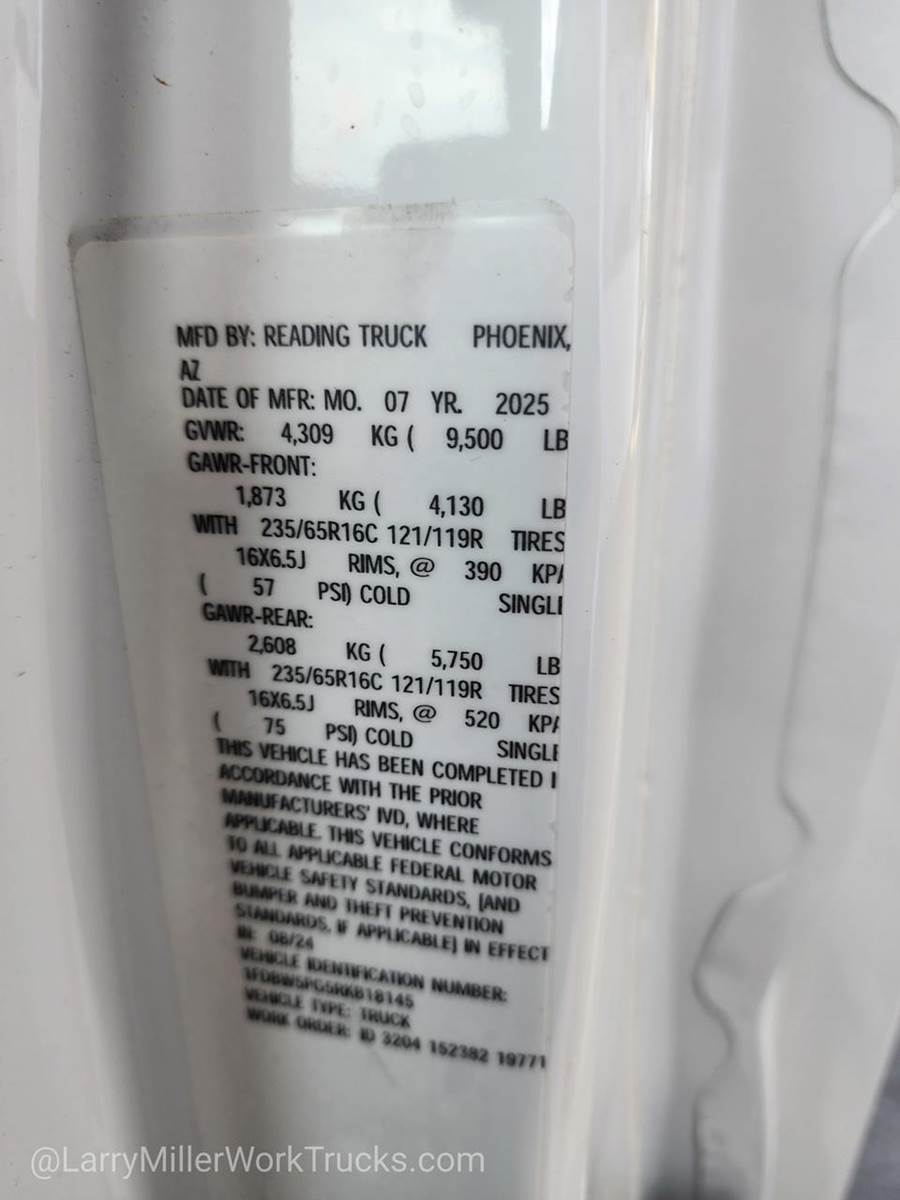 MFD BY: READING TRUCK PHOENIX,
AZ
DATE OF MFR: MO. 07 YR. 2025
GVWR: 4,309 KG ( 9,500 LB
GAWR-FRONT:
1,873 KG ( 4,130 LB
WITH 235/65R16C 121/119R TIRES
16X6.5J RIMS, @ 390 KPA
( 57 PSI) COLD SINGLE
GAWR-REAR:
2,608 KG ( 5,750 LB
WITH 235/65R16C 121/119R TIRES
16X6.5J RIMS, @ 520 KPA
( 75 PSI) COLD SINGLE
THIS VEHICLE HAS BEEN COMPLETED I
ACCORDANCE WITH THE PRIOR
MANUFACTURERS' IVD, WHERE
APPLICABLE. THIS VEHICLE CONFORMS
TO ALL APPLICABLE FEDERAL MOTOR
VEHICLE SAFETY STANDARDS, [AND
BUMPER AND THEFT PREVENTION
STANDARDS, IF APPLICABLE] IN EFFECT
IN: 08/24
VEHICLE IDENTIFICATION NUMBER:
1FDBW5PG5RKB18145
VEHICLE TYPE: TRUCK
WORK ORDER: ID 3204 152382 19771
@LarryMillerWorkTrucks.com